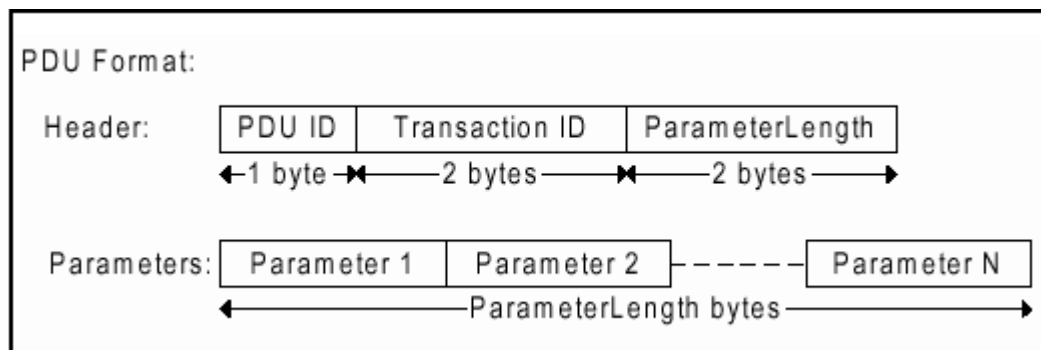 PDU Format:
Header: PDU ID Transaction ID ParameterLength
1 byte 2 bytes 2 bytes
Parameters: Parameter 1 Parameter 2 Parameter N
ParameterLength bytes